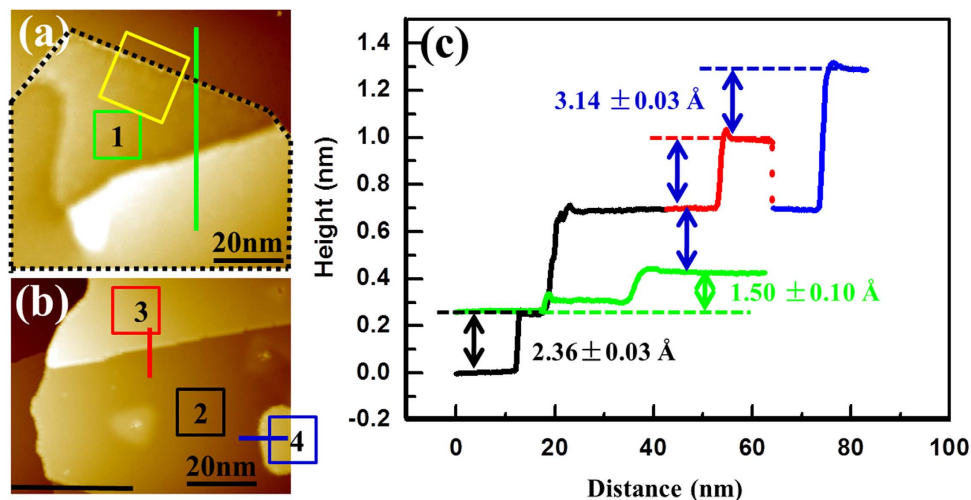 (a)
1
20nm
(b)
3
2
4
20nm
(c)
Height (nm)
1.4
1.2
1.0
0.8
0.6
0.4
0.2
0.0
-0.2
3.14 ±0.03 Å
1.50 ±0.10 Å
2.36±0.03 Å
0
20
40
60
80
100
Distance (nm)